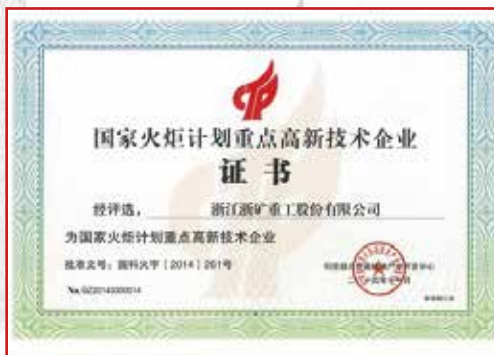 国家火炬计划重点高新技术企业
证 书
经评选， 浙江浙矿重工股份有限公司
为国家火炬计划重点高新技术企业
批准文号：国科火字［2014］261号
No.GZ20143300014